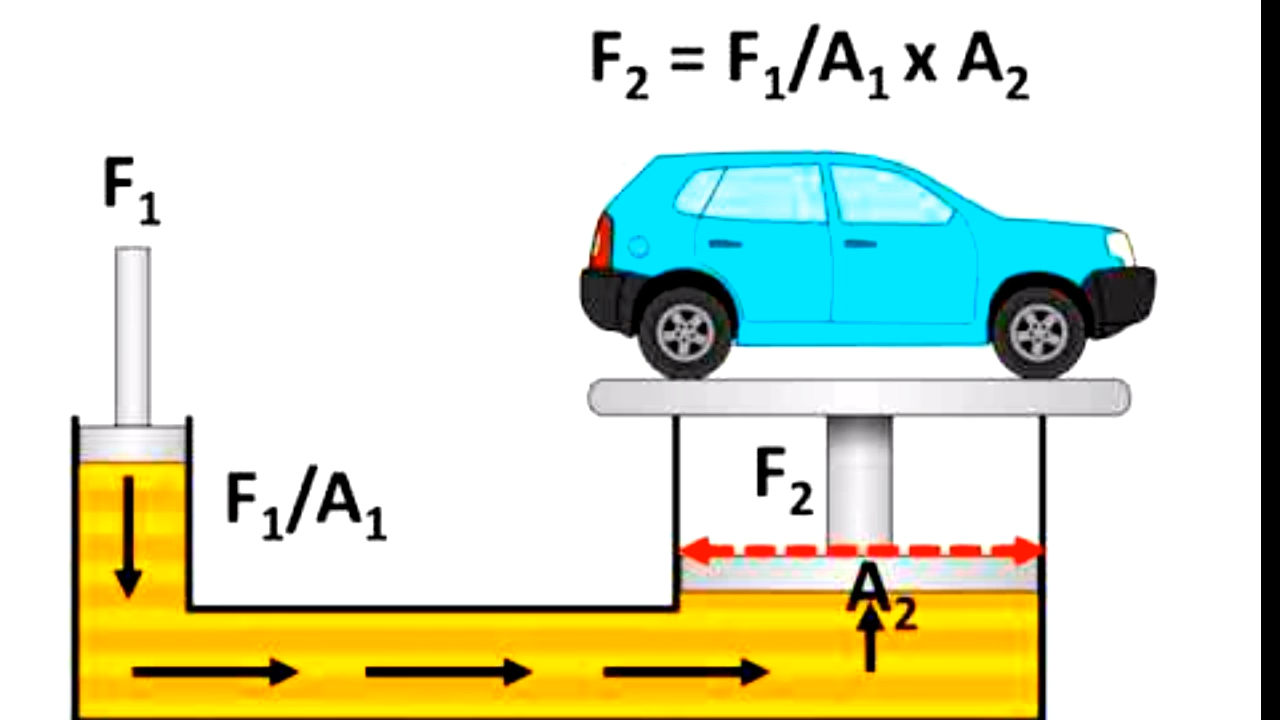 F₂ = F₁/A₁ x A₂
F₁
F₁/A₁
F₂
A₂